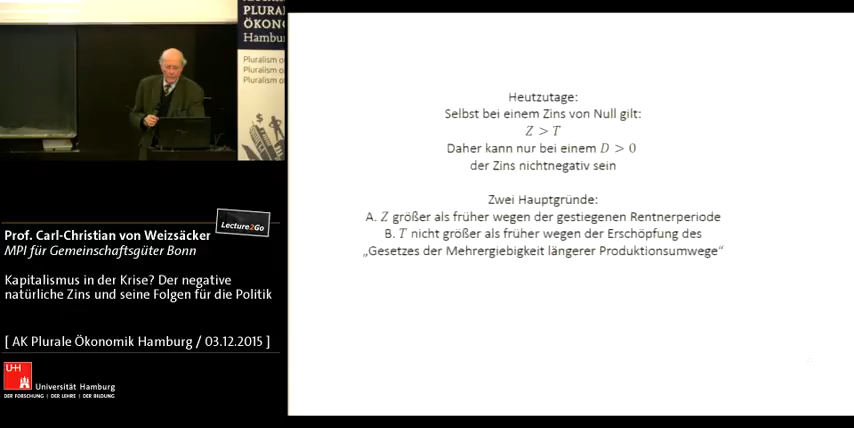 PLURA
ÖKON
Hambu
Pluralism o
Pluralism o
Pluralism o
Lecture2Go
Prof. Carl-Christian von Weizsäcker
MPI für Gemeinschaftsgüter Bonn
Kapitalismus in der Krise? Der negative
natürliche Zins und seine Folgen für die Politik
[ AK Plurale Ökonomik Hamburg / 03.12.2015 ]
UH
Universität Hamburg
DER FORSCHUNG | DER LEHRE | DER BILDUNG
Heutzutage:
Selbst bei einem Zins von Null gilt:
Z > T
Daher kann nur bei einem D > 0
der Zins nichtnegativ sein
Zwei Hauptgründe:
A. Z größer als früher wegen der gestiegenen Rentnerperiode
B. T nicht größer als früher wegen der Erschöpfung des
„Gesetzes der Mehrergiebigkeit längerer Produktionsumwege“